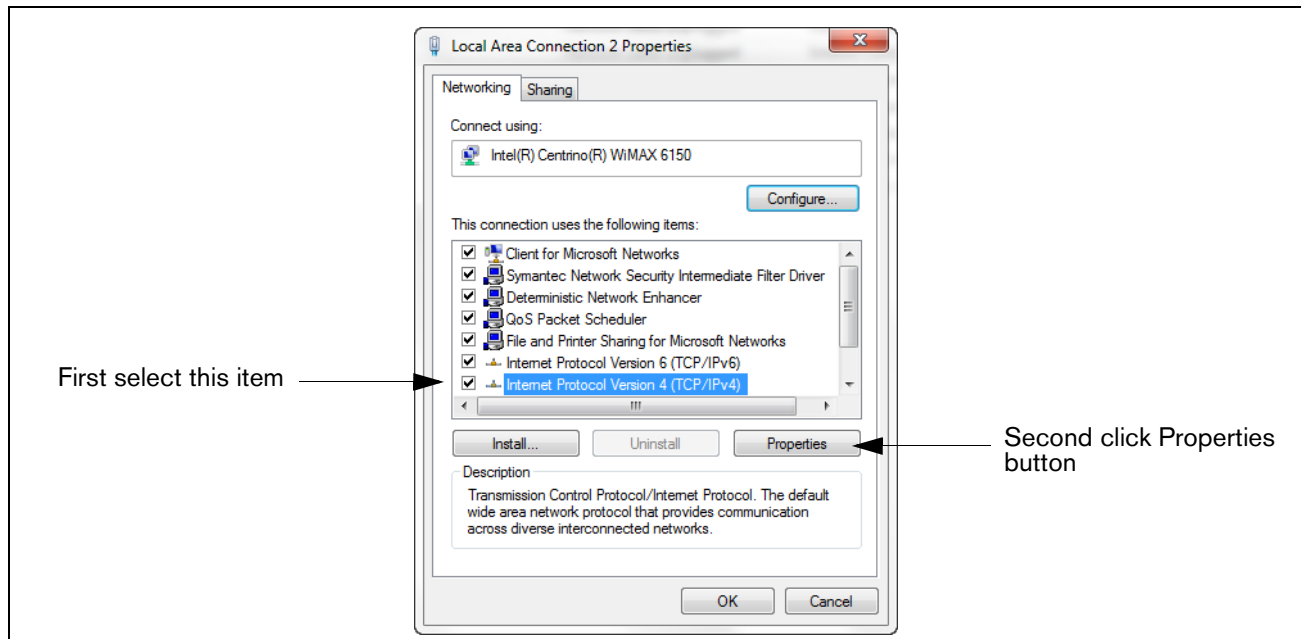 Local Area Connection 2 Properties
Networking
Sharing
Connect using:
Intel(R) Centrino(R) WiMAX 6150
Configure...
This connection uses the following items:
Client for Microsoft Networks
Symantec Network Security Intermediate Filter Driver
Deterministic Network Enhancer
QoS Packet Scheduler
File and Printer Sharing for Microsoft Networks
Internet Protocol Version 6 (TCP/IPv6)
First select this item
Internet Protocol Version 4 (TCP/IPv4)
Install...
Uninstall
Properties
Second click Properties
button
Description
Transmission Control Protocol/Internet Protocol. The default
wide area network protocol that provides communication
across diverse interconnected networks.
OK
Cancel